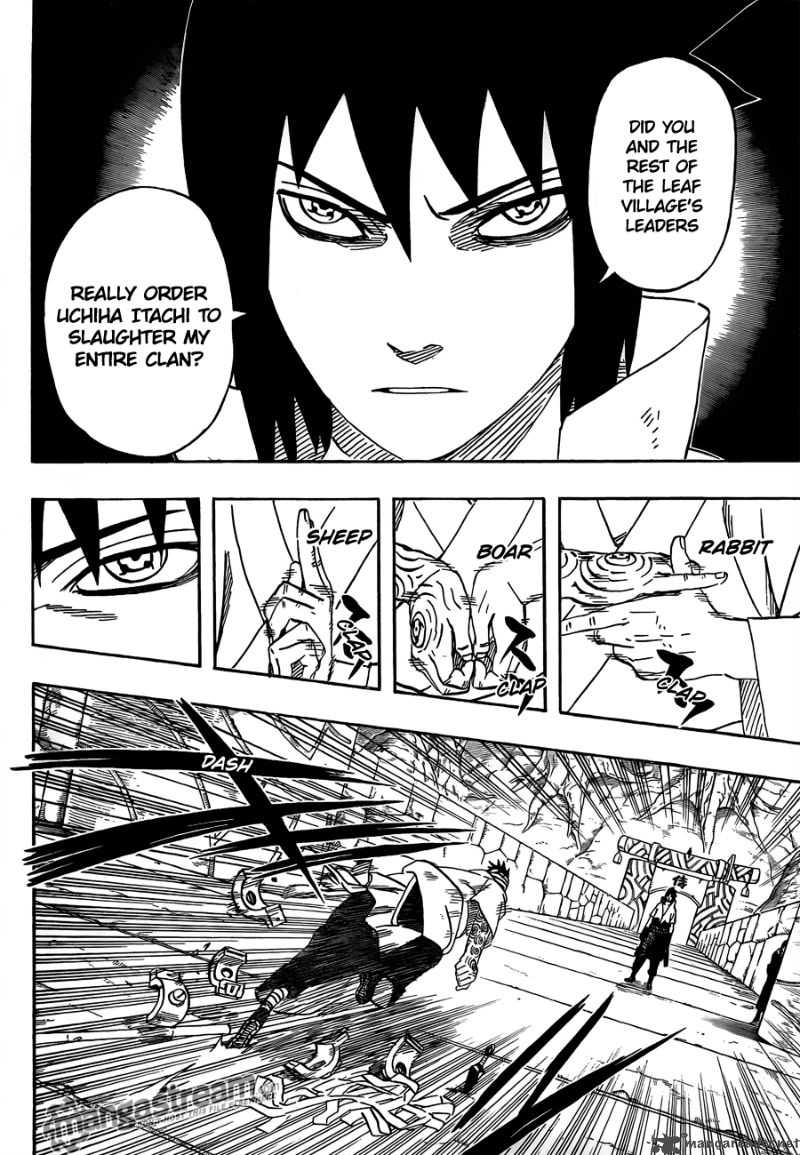 DID YOU
AND THE
REST OF
THE LEAF
VILLAGE'S
LEADERS
REALLY ORDER
UCHIHA ITACHI TO
SLAUGHTER MY
ENTIRE CLAN?
SHEEP
CLAP
BOAR
CLAP
RABBIT
CLAP
DASH
mangastream